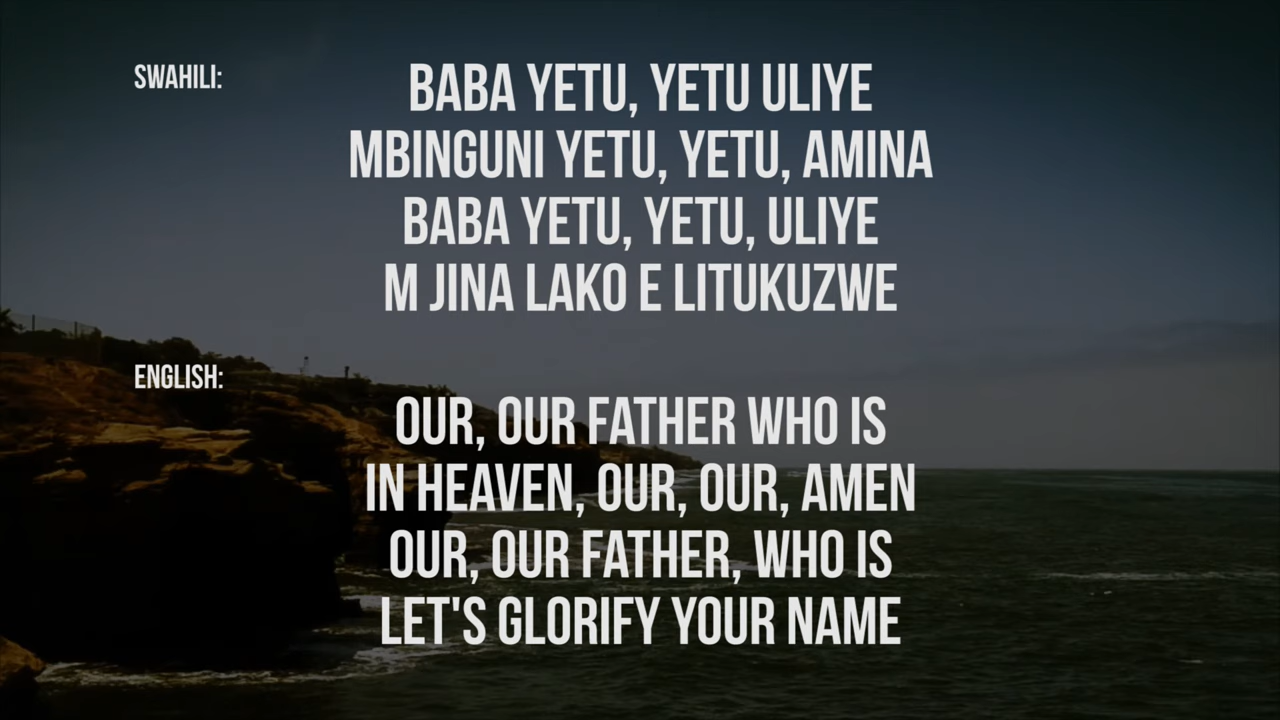 SWAHILI:
BABA YETU, YETU ULIYE
MBINGUNI YETU, YETU, AMINA
BABA YETU, YETU, ULIYE
M JINA LAKO E LITUKUZWE
ENGLISH:
OUR, OUR FATHER WHO IS
IN HEAVEN, OUR, OUR, AMEN
OUR, OUR FATHER, WHO IS
LET'S GLORIFY YOUR NAME